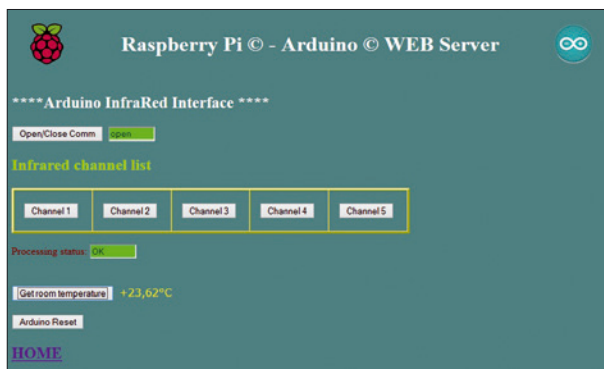 Raspberry Pi © - Arduino © WEB Server
****Arduino InfraRed Interface ****
Open/Close Comm open
Infrared channel list
Channel 1 Channel 2 Channel 3 Channel 4 Channel 5
Processing status: OK
Get room temperature +23,62ºC
Arduino Reset
HOME